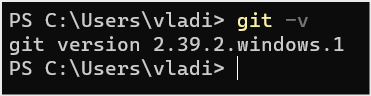 PS C:\Users\vladi> git -v
git version 2.39.2.windows.1
PS C:\Users\vladi>